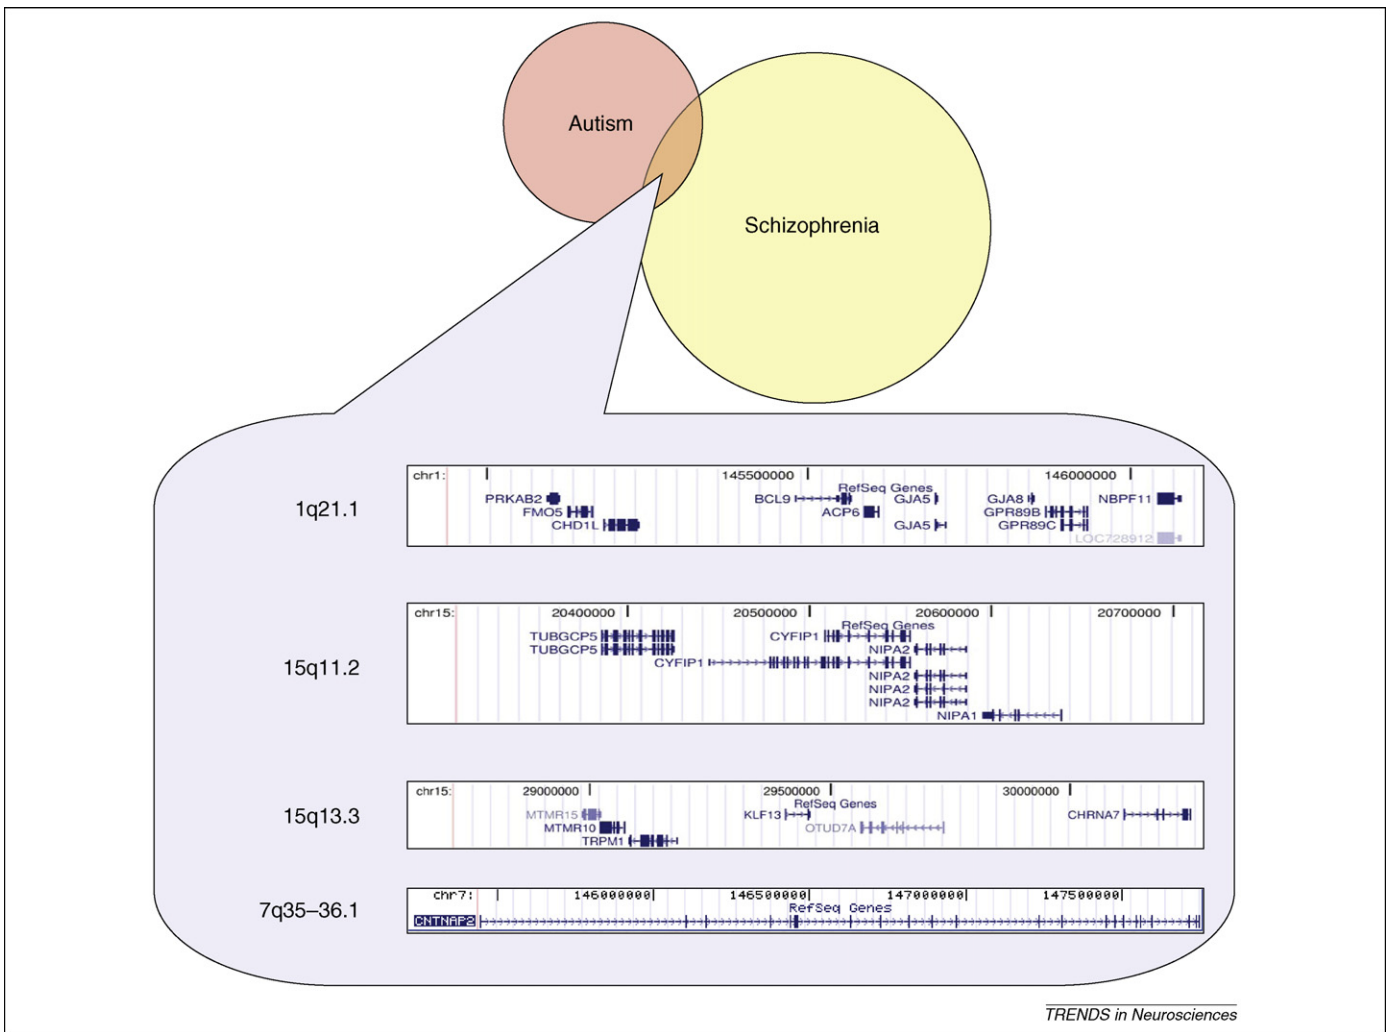 Autism
Schizophrenia
1q21.1
chr1: 145500000 146000000
RefSeq Genes
PRKAB2 BCL9 GJA5 GJA8 NBPF11
FMO5 ACP6 GPR89B
CHD1L GJA5 GPR89C
LOC728912
15q11.2
chr15: 20400000 20500000 20600000 20700000
RefSeq Genes
TUBGCP5 CYFIP1
TUBGCP5 NIPA2
CYFIP1
NIPA2
NIPA2
NIPA2
NIPA1
15q13.3
chr15: 29000000 29500000 30000000
RefSeq Genes
MTMR15 KLF13 CHRNA7
MTMR10 OTUD7A
TRPM1
7q35–36.1
chr7: 146000000 146500000 147000000 147500000
RefSeq Genes
CNTNAP2
TRENDS in Neurosciences